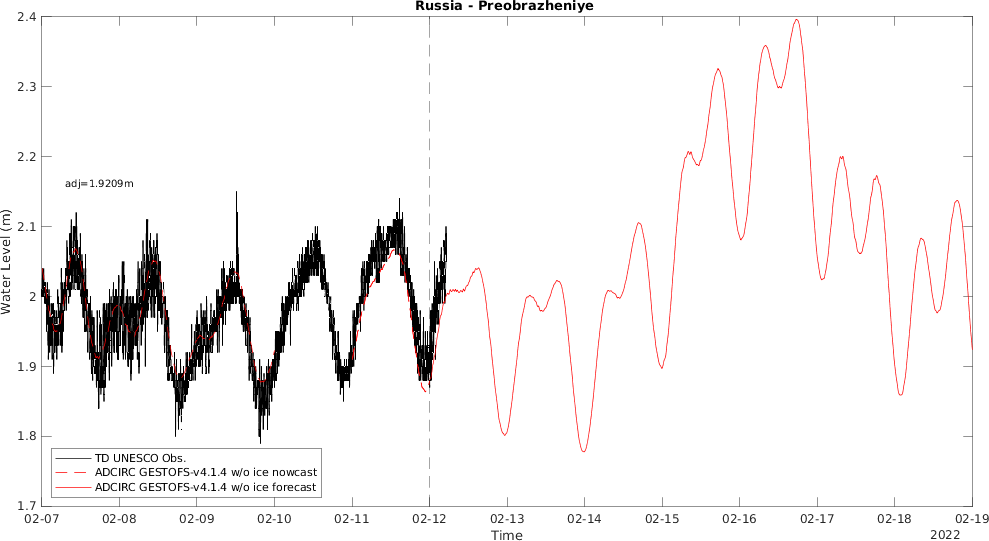 Russia - Preobrazheniye
2.4
2.3
2.2
2.1
2
1.9
1.8
1.7
Water Level (m)
adj=1.9209m
TD UNESCO Obs.
ADCIRC GESTOFS-v4.1.4 w/o ice nowcast
ADCIRC GESTOFS-v4.1.4 w/o ice forecast
02-07 02-08 02-09 02-10 02-11 02-12 02-13 02-14 02-15 02-16 02-17 02-18 02-19
Time
2022